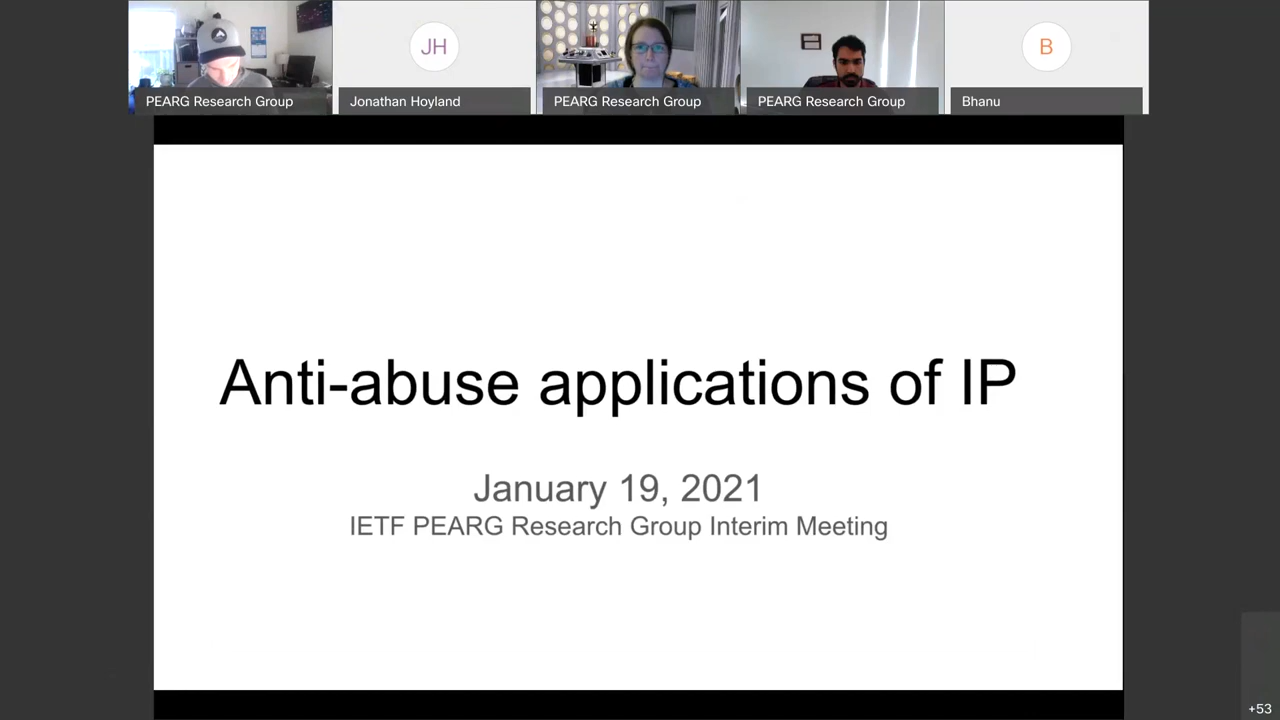 JH
B
PEARG Research Group
Jonathan Hoyland
PEARG Research Group
PEARG Research Group
Bhanu
Anti-abuse applications of IP
January 19, 2021
IETF PEARG Research Group Interim Meeting
+53